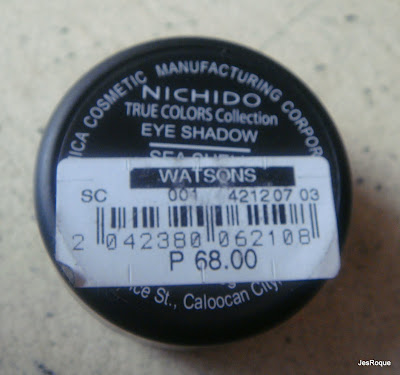 COSMETIC MANUFACTURING
NICHIDO
TRUE COLORS Collection
EYE SHADOW
WATSONS
SC 001 421207 03
2 042380 062108
P 68.00
St., Caloocan City
JesRoque